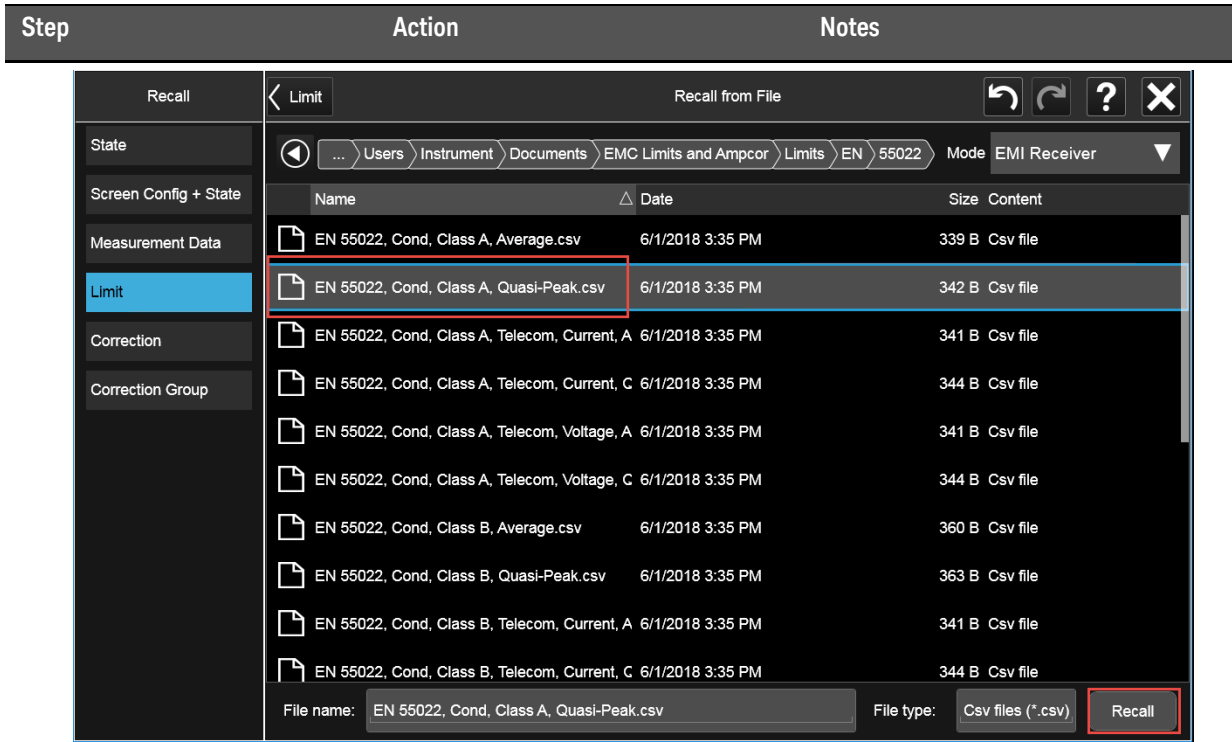 Step Action Notes
Recall
Limit Recall from File ?
State
... Users Instrument Documents EMC Limits and Ampcor Limits EN 55022 Mode EMI Receiver
Screen Config + State
Name Date Size Content
Measurement Data
EN 55022, Cond, Class A, Average.csv 6/1/2018 3:35 PM 339 B Csv file
Limit
EN 55022, Cond, Class A, Quasi-Peak.csv 6/1/2018 3:35 PM 342 B Csv file
Correction
EN 55022, Cond, Class A, Telecom, Current, A 6/1/2018 3:35 PM 341 B Csv file
Correction Group
EN 55022, Cond, Class A, Telecom, Current, Q 6/1/2018 3:35 PM 344 B Csv file
EN 55022, Cond, Class A, Telecom, Voltage, A 6/1/2018 3:35 PM 341 B Csv file
EN 55022, Cond, Class A, Telecom, Voltage, Q 6/1/2018 3:35 PM 344 B Csv file
EN 55022, Cond, Class B, Average.csv 6/1/2018 3:35 PM 360 B Csv file
EN 55022, Cond, Class B, Quasi-Peak.csv 6/1/2018 3:35 PM 363 B Csv file
EN 55022, Cond, Class B, Telecom, Current, A 6/1/2018 3:35 PM 341 B Csv file
EN 55022, Cond, Class B, Telecom, Current, Q 6/1/2018 3:35 PM 344 B Csv file
File name: EN 55022, Cond, Class A, Quasi-Peak.csv File type: Csv files (*.csv) Recall